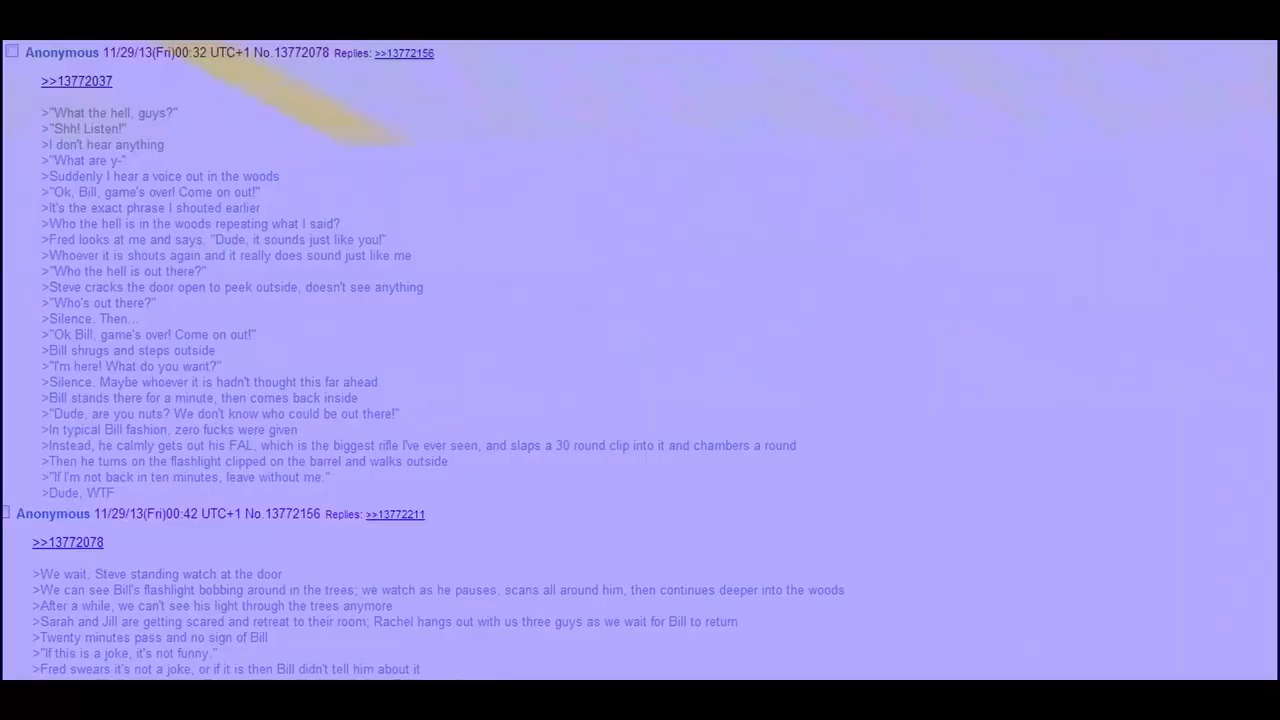 Anonymous 11/29/13(Fri)00:32 UTC+1 No.13772078 Replies: >>13772156
>>13772037
>"What the hell, guys?"
>"Shh! Listen!"
>I don't hear anything
>"What are y-"
>Suddenly I hear a voice out in the woods
>"Ok, Bill, game's over! Come on out!"
>It's the exact phrase I shouted earlier
>Who the hell is in the woods repeating what I said?
>Fred looks at me and says, "Dude, it sounds just like you!"
>Whoever it is shouts again and it really does sound just like me
>"Who the hell is out there?"
>Steve cracks the door open to peek outside, doesn't see anything
>"Who's out there?"
>Silence. Then...
>"Ok Bill, game's over! Come on out!"
>Bill shrugs and steps outside
>"I'm here! What do you want?"
>Silence. Maybe whoever it is hadn't thought this far ahead
>Bill stands there for a minute, then comes back inside
>"Dude, are you nuts? We don't know who could be out there!"
>In typical Bill fashion, zero fucks were given
>Instead, he calmly gets out his FAL, which is the biggest rifle I've ever seen, and slaps a 30 round clip into it and chambers a round
>Then he turns on the flashlight clipped on the barrel and walks outside
>"If I'm not back in ten minutes, leave without me."
>Dude, WTF
Anonymous 11/29/13(Fri)00:42 UTC+1 No.13772156 Replies: >>13772211
>>13772078
>We wait, Steve standing watch at the door
>We can see Bill's flashlight bobbing around in the trees; we watch as he pauses, scans all around him, then continues deeper into the woods
>After a while, we can't see his light through the trees anymore
>Sarah and Jill are getting scared and retreat to their room; Rachel hangs out with us three guys as we wait for Bill to return
>Twenty minutes pass and no sign of Bill
>"If this is a joke, it's not funny."
>Fred swears it's not a joke, or if it is then Bill didn't tell him about it